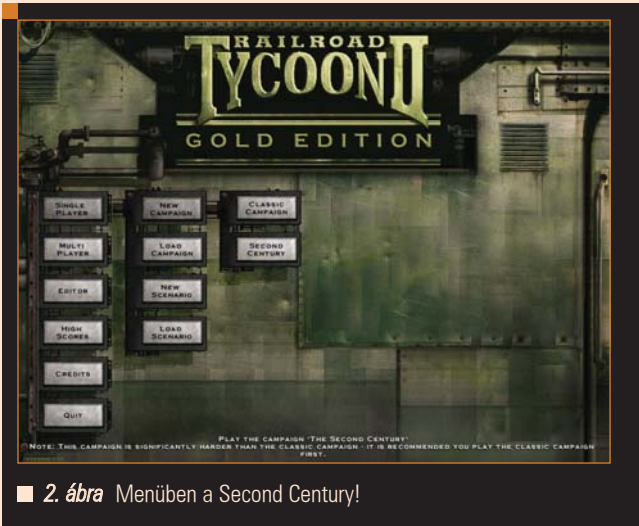 RAILROAD
TYCOON II
GOLD EDITION
SINGLE PLAYER
NEW CAMPAIGN
CLASSIC CAMPAIGN
MULTI PLAYER
LOAD CAMPAIGN
SECOND CENTURY
EDITOR
NEW SCENARIO
HIGH SCORES
LOAD SCENARIO
CREDITS
QUIT
PLAY THE CAMPAIGN 'THE SECOND CENTURY'
NOTE: THIS CAMPAIGN IS SIGNIFICANTLY HARDER THAN THE CLASSIC CAMPAIGN - IT IS RECOMMENDED YOU PLAY THE CLASSIC CAMPAIGN
FIRST.
2. ábra Menüben a Second Century!